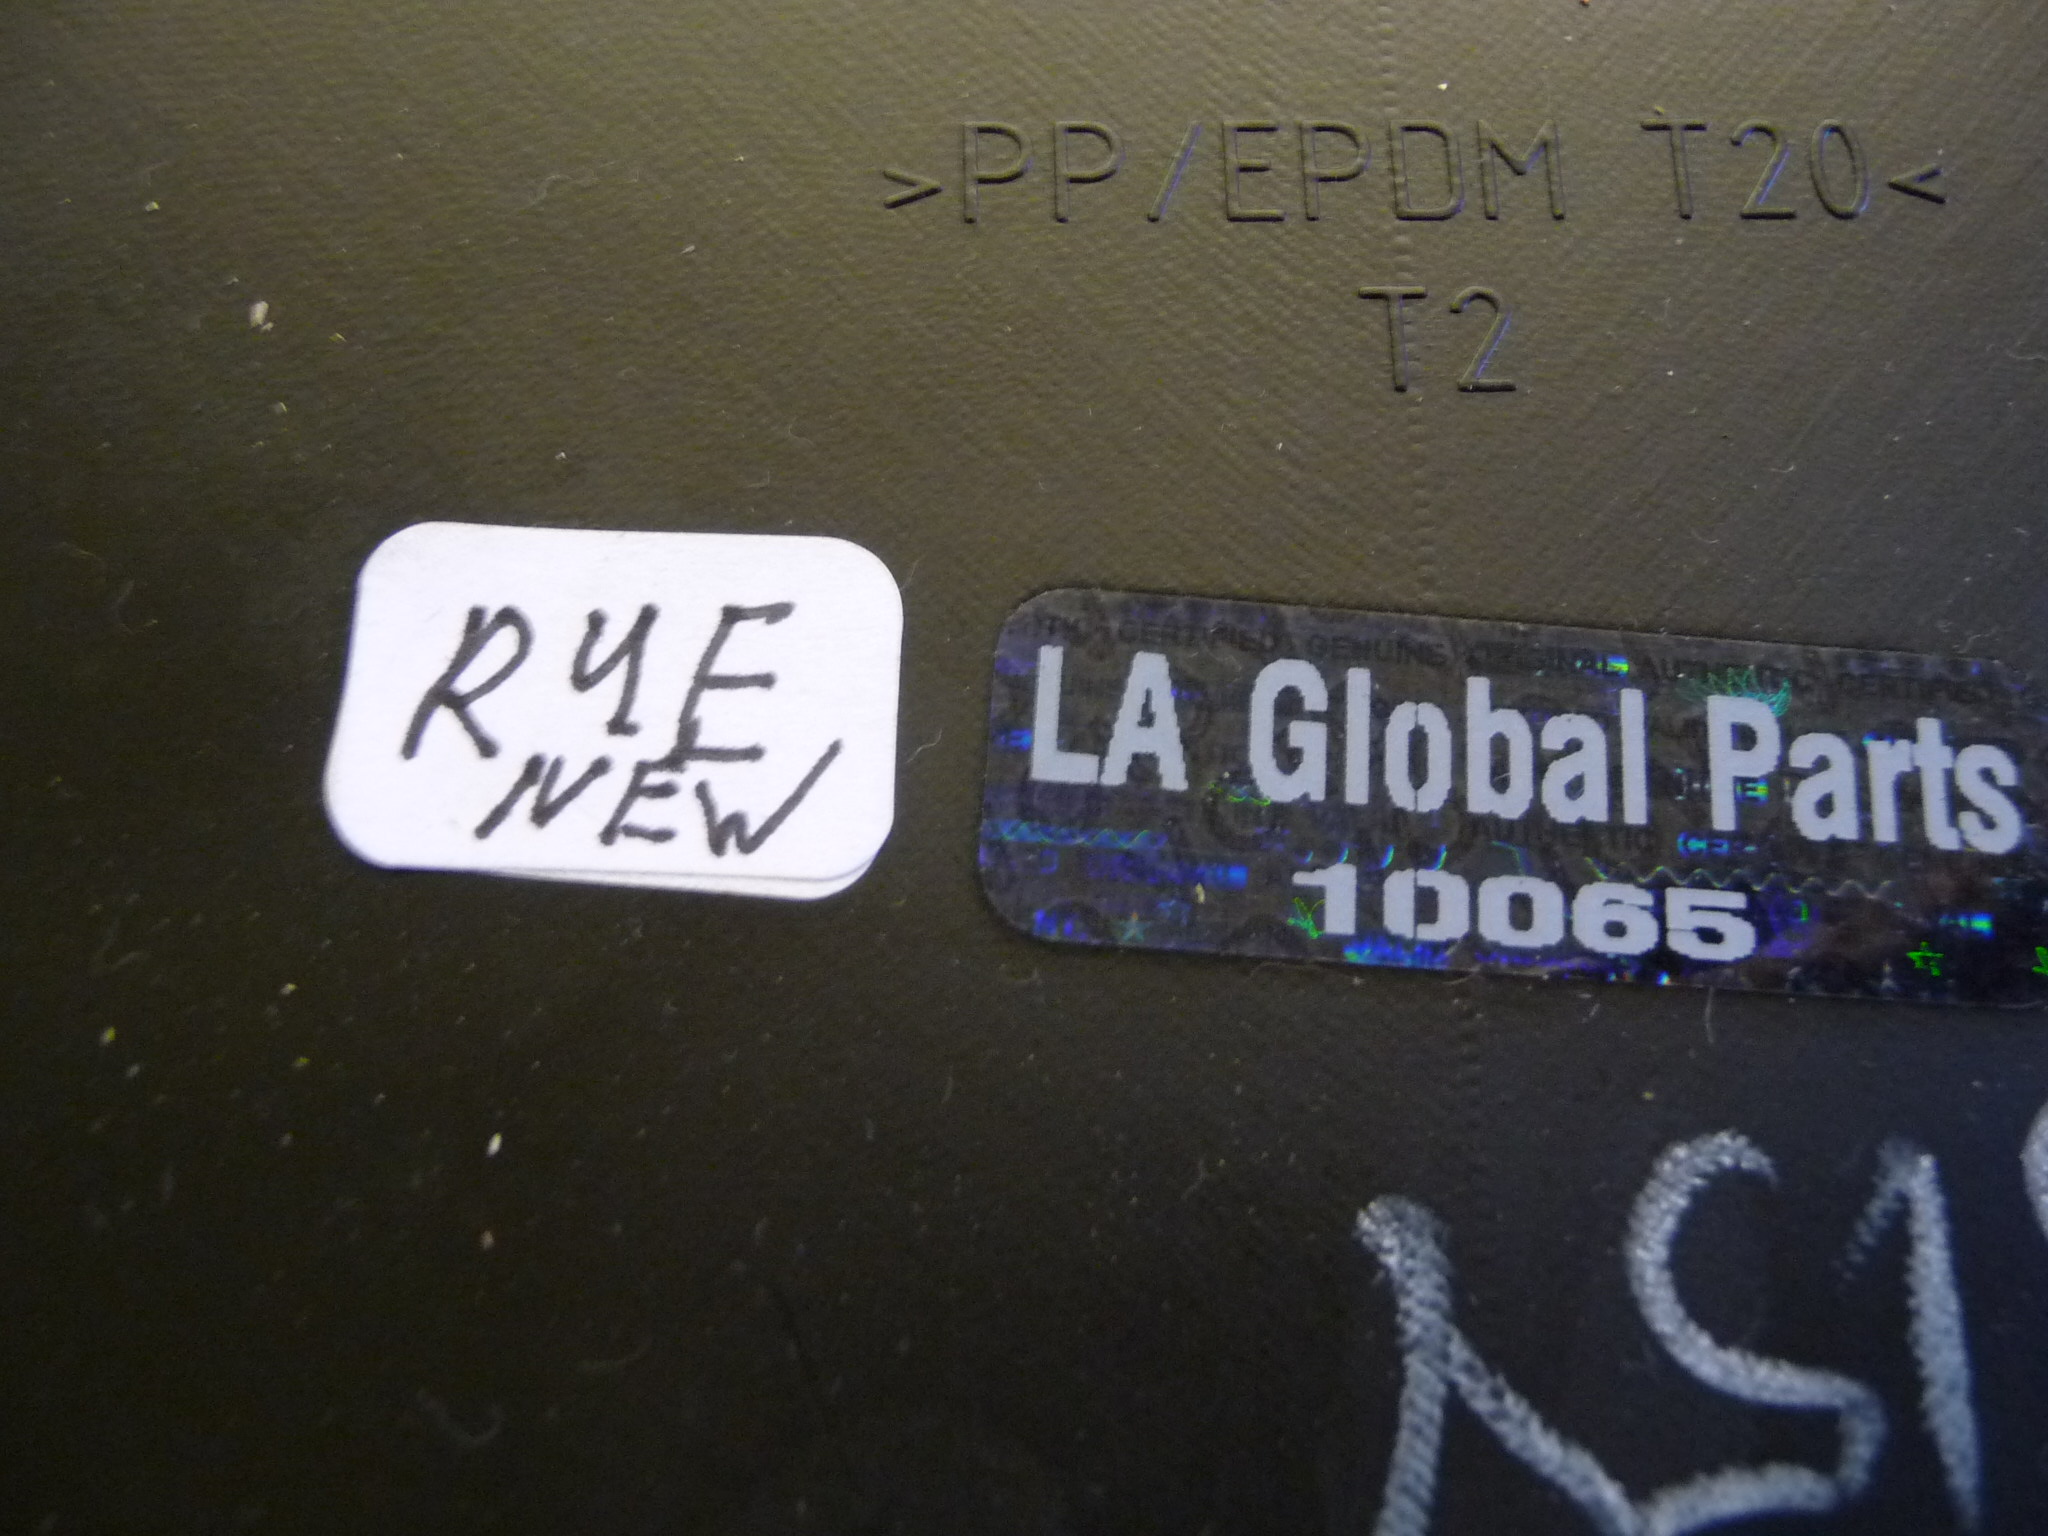 >PP/EPDM T20<
T2
RYE
NEW
LA Global Parts
10065